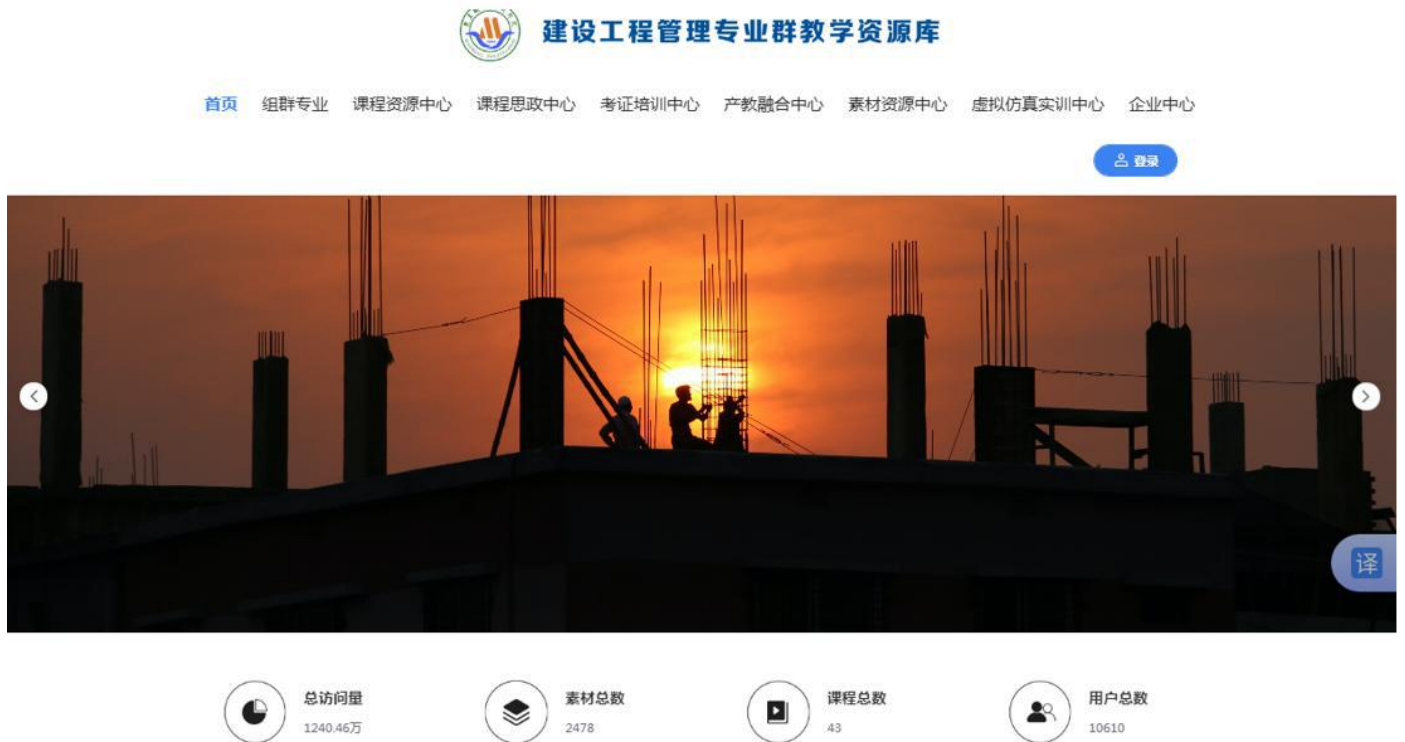 建设工程管理专业群教学资源库
首页 组群专业 课程资源中心 课程思政中心 考证培训中心 产教融合中心 素材资源中心 虚拟仿真实训中心 企业中心
登录
译
总访问量 素材总数 课程总数 用户总数
1240.46万 2478 43 10610